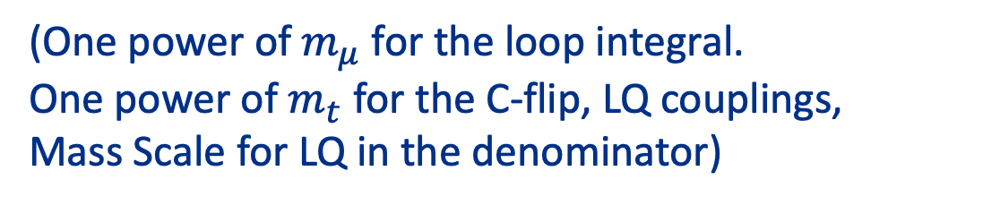 (One power of 𝑚𝜇 for the loop integral.
One power of 𝑚𝑡 for the C-flip, LQ couplings,
Mass Scale for LQ in the denominator)